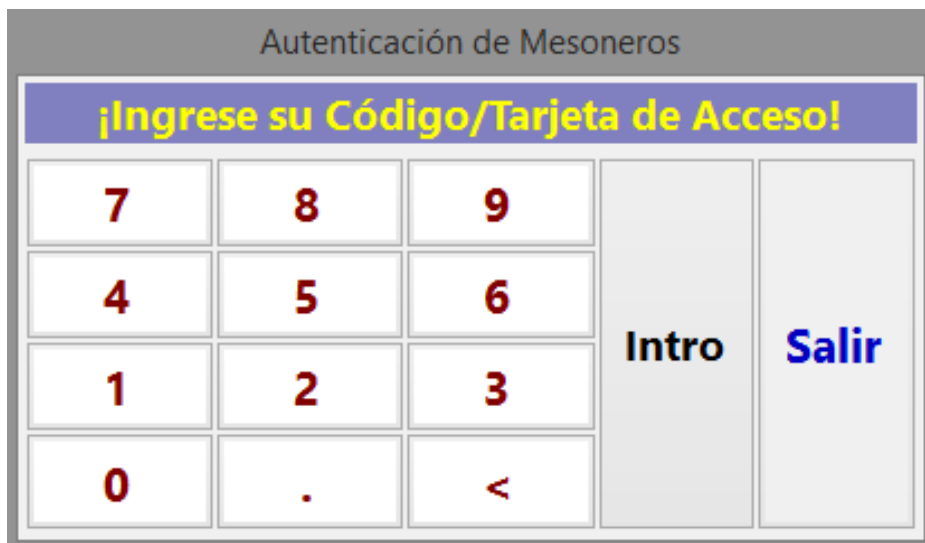 Autenticación de Mesoneros
¡Ingrese su Código/Tarjeta de Acceso!
7 8 9
4 5 6
Intro Salir
1 2 3
0 . <